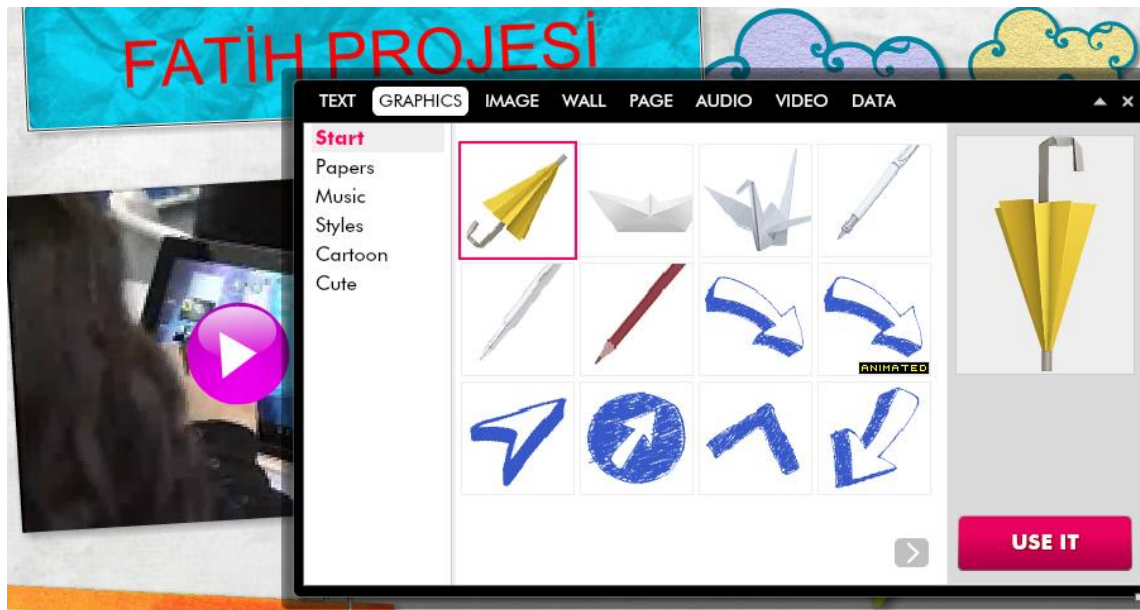 FATİH PROJESİ
TEXT GRAPHICS IMAGE WALL PAGE AUDIO VIDEO DATA
Start
Papers
Music
Styles
Cartoon
Cute
ANIMATED
USE IT